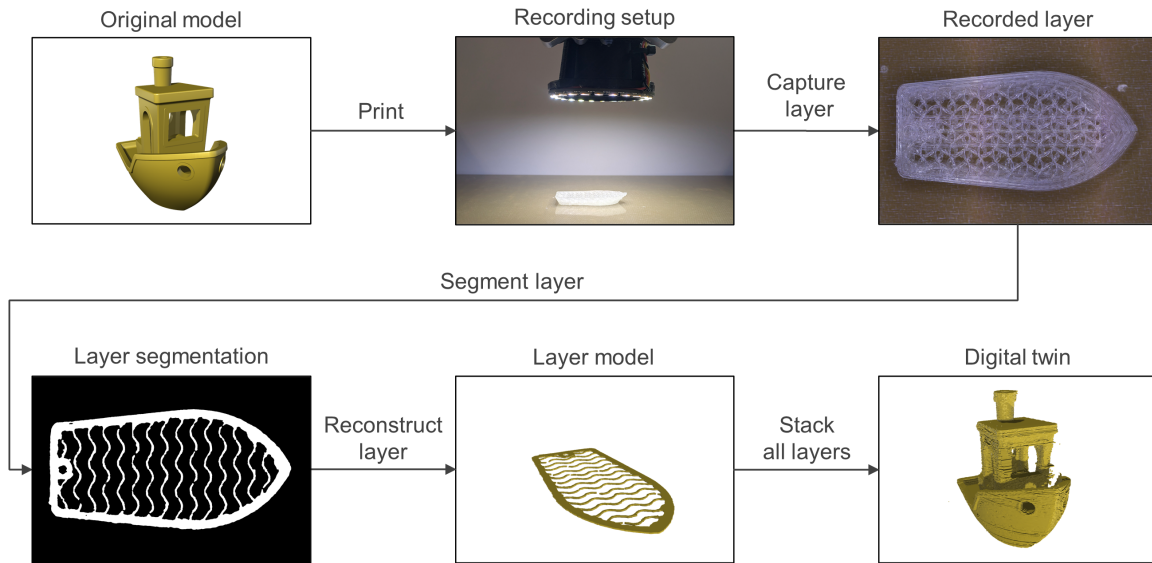 Original model
Recording setup
Recorded layer
Print
Capture
layer
Segment layer
Layer segmentation
Layer model
Digital twin
Reconstruct
layer
Stack
all layers